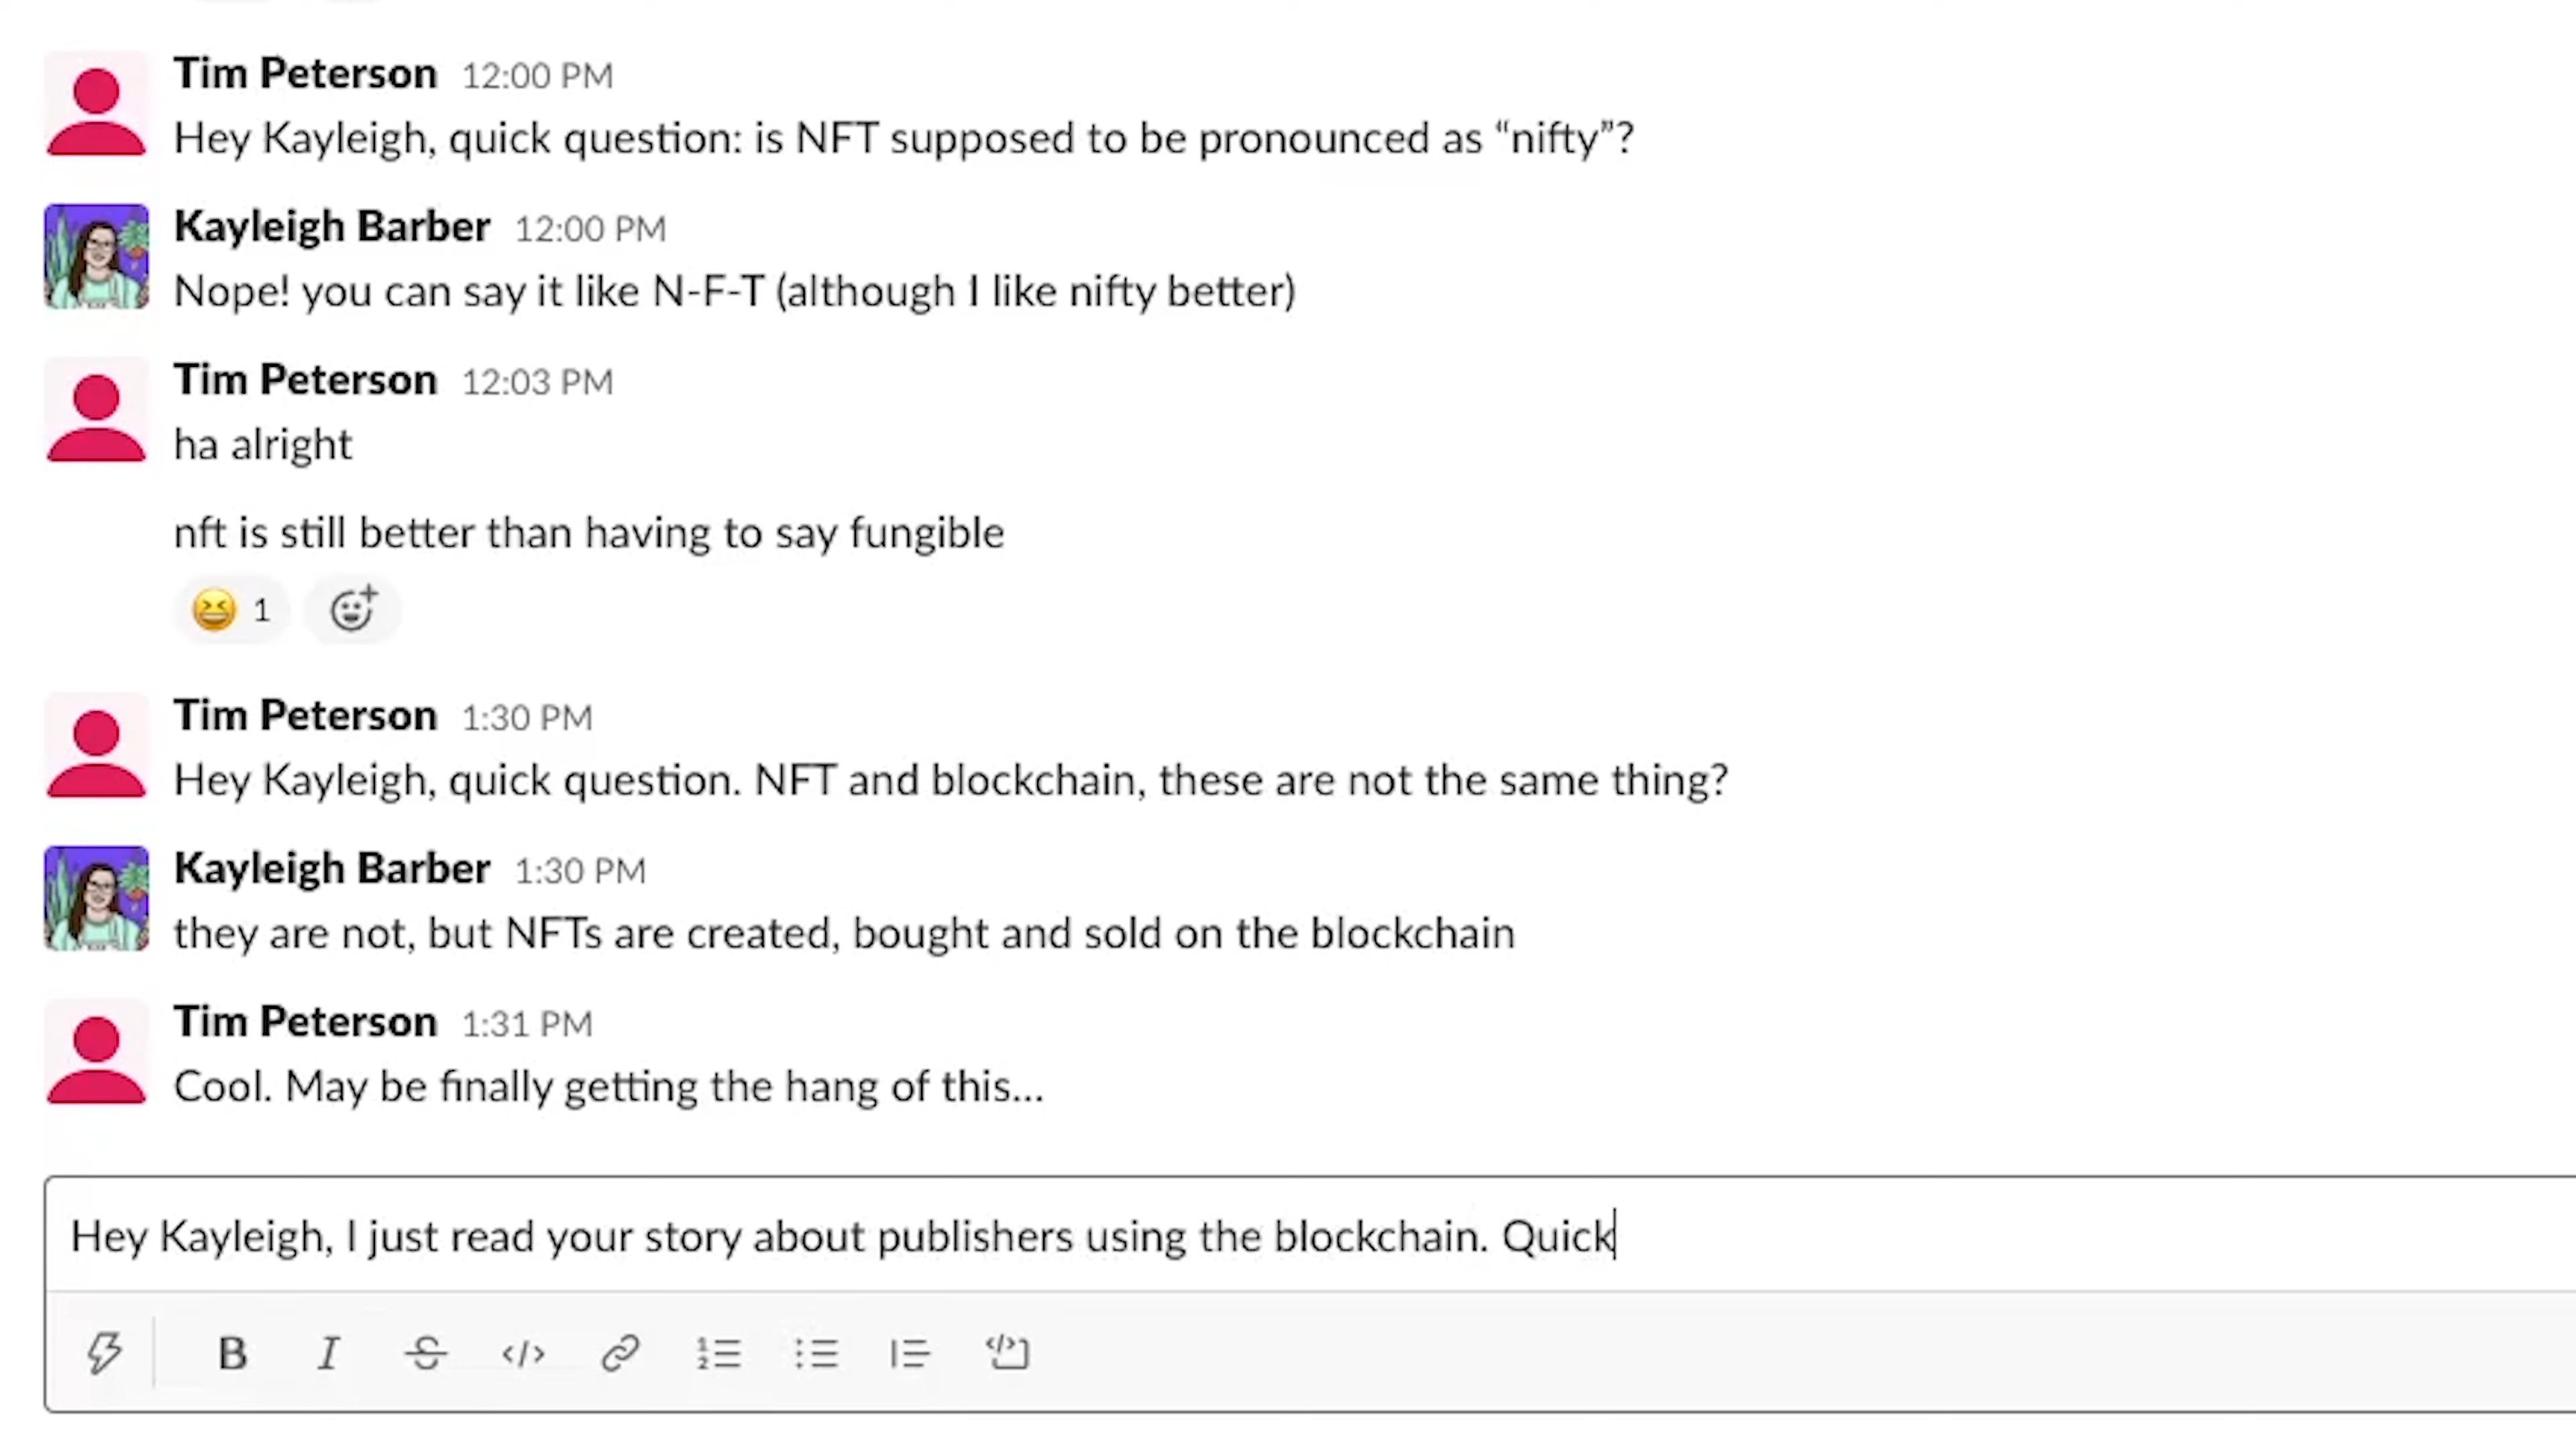 Tim Peterson 12:00 PM
Hey Kayleigh, quick question: is NFT supposed to be pronounced as “nifty”?
Kayleigh Barber 12:00 PM
Nope! you can say it like N-F-T (although I like nifty better)
Tim Peterson 12:03 PM
ha alright
nft is still better than having to say fungible
1
Tim Peterson 1:30 PM
Hey Kayleigh, quick question. NFT and blockchain, these are not the same thing?
Kayleigh Barber 1:30 PM
they are not, but NFTs are created, bought and sold on the blockchain
Tim Peterson 1:31 PM
Cool. May be finally getting the hang of this...
Hey Kayleigh, I just read your story about publishers using the blockchain. Quick
B I S </>